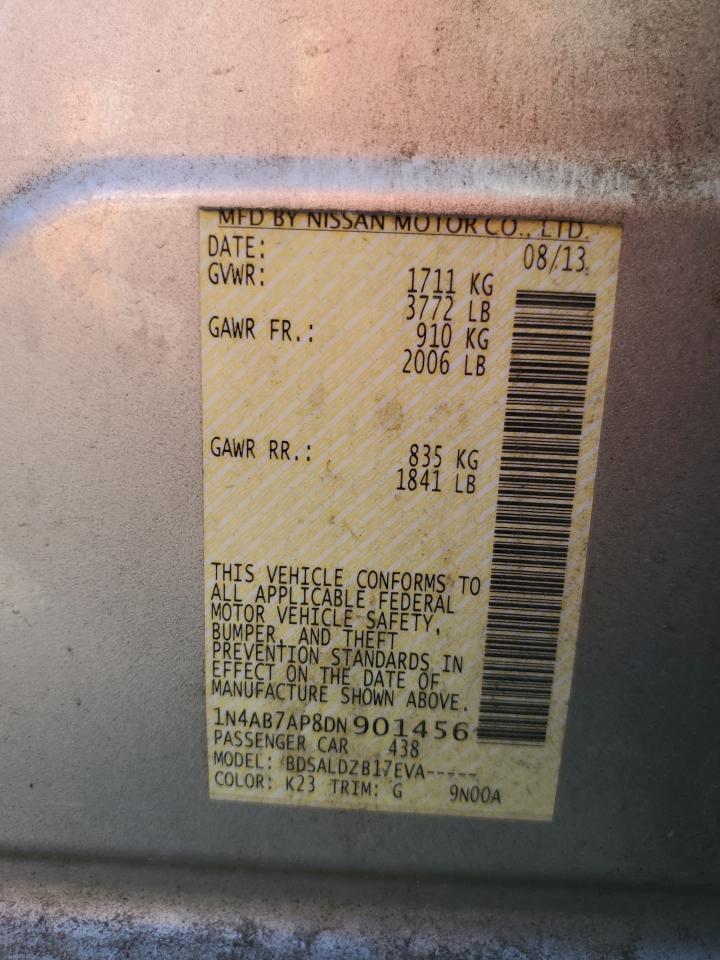 MFD BY NISSAN MOTOR CO., LTD.
DATE: 08/13
GVWR: 1711 KG
3772 LB
GAWR FR.: 910 KG
2006 LB
GAWR RR.: 835 KG
1841 LB
THIS VEHICLE CONFORMS TO
ALL APPLICABLE FEDERAL
MOTOR VEHICLE SAFETY,
BUMPER, AND THEFT
PREVENTION STANDARDS IN
EFFECT ON THE DATE OF
MANUFACTURE SHOWN ABOVE.
1N4AB7AP8DN901456
PASSENGER CAR 438
MODEL: BDSALDZB17EVA-----
COLOR: K23 TRIM: G 9N00A